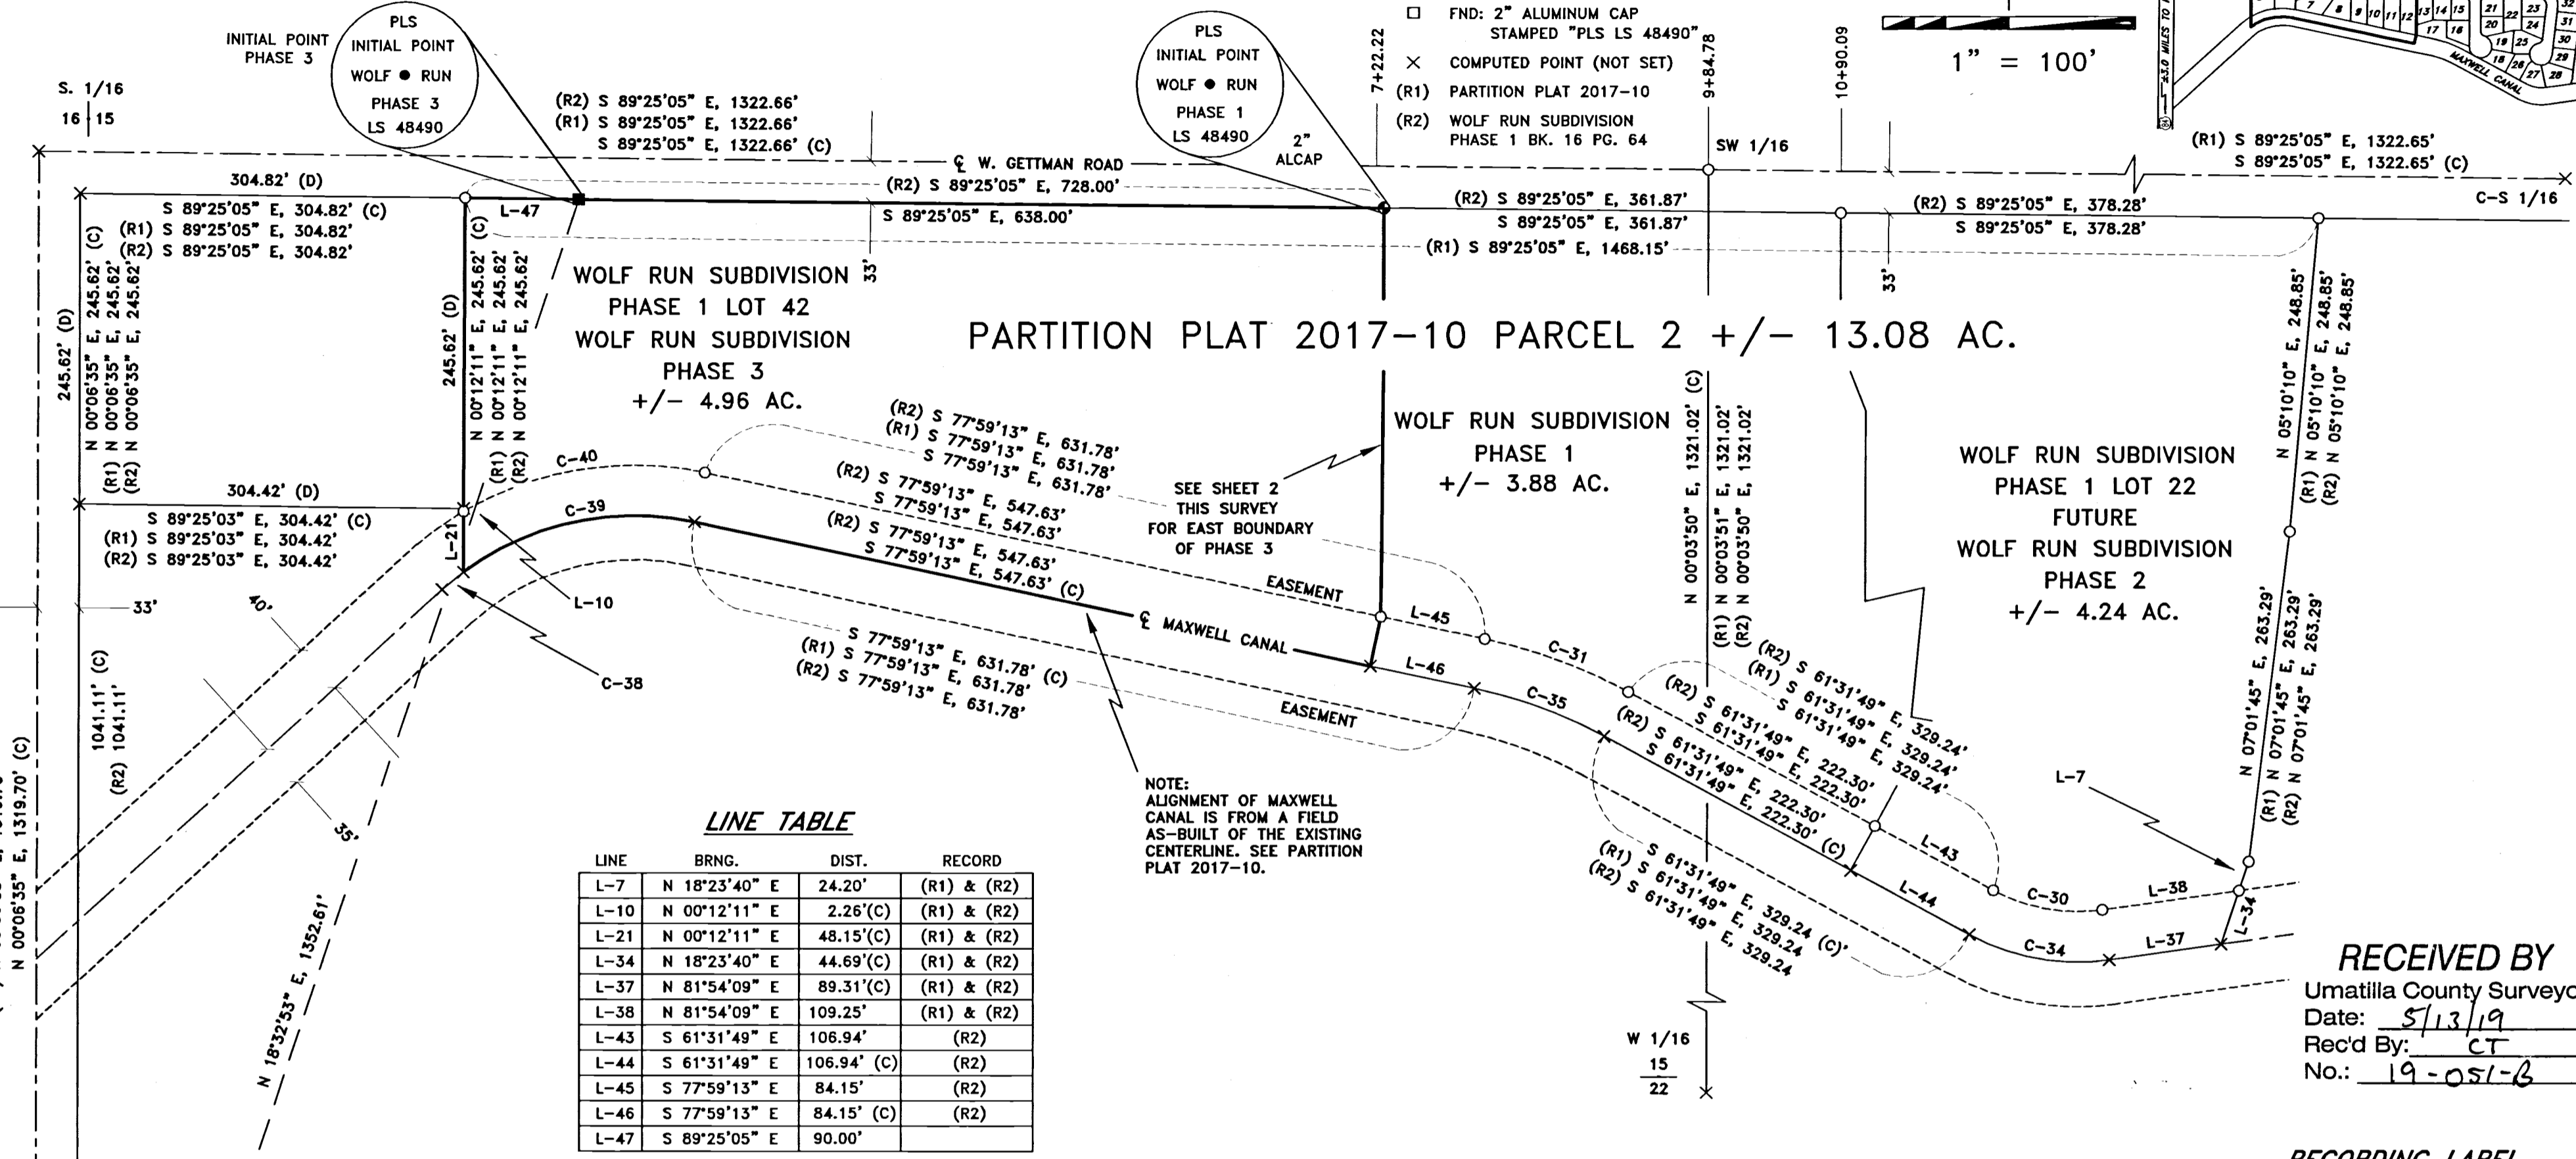 INITIAL POINT
PHASE 3
PLS
INITIAL POINT
WOLF ● RUN
PHASE 3
LS 48490
PLS
INITIAL POINT
WOLF ● RUN
PHASE 1
LS 48490
2"
ALCAP
□ FND: 2" ALUMINUM CAP
STAMPED "PLS LS 48490"
× COMPUTED POINT (NOT SET)
(R1) PARTITION PLAT 2017-10
(R2) WOLF RUN SUBDIVISION
PHASE 1 BK. 16 PG. 64
7+22.22
9+84.78
10+90.09
1" = 100'
MAXWELL CANAL
S. 1/16
16 15
(R2) S 89°25'05" E, 1322.66'
(R1) S 89°25'05" E, 1322.66'
S 89°25'05" E, 1322.66' (C)
℄ W. GETTMAN ROAD
SW 1/16
(R1) S 89°25'05" E, 1322.65'
S 89°25'05" E, 1322.65' (C)
C-S 1/16
304.82' (D)
S 89°25'05" E, 304.82' (C)
(R1) S 89°25'05" E, 304.82'
(R2) S 89°25'05" E, 304.82'
L-47
(R2) S 89°25'05" E, 728.00'
S 89°25'05" E, 638.00'
(R2) S 89°25'05" E, 361.87'
S 89°25'05" E, 361.87'
(R2) S 89°25'05" E, 378.28'
S 89°25'05" E, 378.28'
(R1) S 89°25'05" E, 1468.15'
33'
33'
245.62' (D)
N 00°06'35" E, 245.62' (C)
(R1) N 00°06'35" E, 245.62'
(R2) N 00°06'35" E, 245.62'
245.62' (D)
N 00°12'11" E, 245.62' (C)
(R1) N 00°12'11" E, 245.62'
(R2) N 00°12'11" E, 245.62'
WOLF RUN SUBDIVISION
PHASE 1 LOT 42
WOLF RUN SUBDIVISION
PHASE 3
+/- 4.96 AC.
PARTITION PLAT 2017-10 PARCEL 2 +/- 13.08 AC.
WOLF RUN SUBDIVISION
PHASE 1
+/- 3.88 AC.
WOLF RUN SUBDIVISION
PHASE 1 LOT 22
FUTURE
WOLF RUN SUBDIVISION
PHASE 2
+/- 4.24 AC.
N 05°10'10" E, 248.85'
(R1) N 05°10'10" E, 248.85'
(R2) N 05°10'10" E, 248.85'
N 07°01'45" E, 263.29'
(R1) N 07°01'45" E, 263.29'
(R2) N 07°01'45" E, 263.29'
N 00°03'50" E, 1321.02' (C)
(R1) N 00°03'51" E, 1321.02'
(R2) N 00°03'50" E, 1321.02'
304.42' (D)
S 89°25'03" E, 304.42' (C)
(R1) S 89°25'03" E, 304.42'
(R2) S 89°25'03" E, 304.42'
L-21
C-40
C-39
L-10
C-38
(R2) S 77°59'13" E, 631.78'
(R1) S 77°59'13" E, 631.78'
S 77°59'13" E, 631.78'
(R2) S 77°59'13" E, 547.63'
S 77°59'13" E, 547.63'
(R2) S 77°59'13" E, 547.63'
S 77°59'13" E, 547.63' (C)
SEE SHEET 2
THIS SURVEY
FOR EAST BOUNDARY
OF PHASE 3
EASEMENT
℄ MAXWELL CANAL
EASEMENT
S 77°59'13" E, 631.78' (C)
(R1) S 77°59'13" E, 631.78'
(R2) S 77°59'13" E, 631.78'
L-45
L-46
C-31
C-35
(R2) S 61°31'49" E, 329.24'
(R1) S 61°31'49" E, 329.24'
S 61°31'49" E, 329.24'
(R2) S 61°31'49" E, 222.30'
S 61°31'49" E, 222.30'
(R2) S 61°31'49" E, 222.30'
S 61°31'49" E, 222.30' (C)
S 61°31'49" E, 329.24 (C)'
(R1) S 61°31'49" E, 329.24
(R2) S 61°31'49" E, 329.24
L-43
L-44
C-30
C-34
L-38
L-37
L-34
L-7
33'
40'
35'
1041.11' (C)
(R2) 1041.11'
N 00°06'35" E, 1319.70' (C)
N 18°32'53" E, 1352.61'
NOTE:
ALIGNMENT OF MAXWELL
CANAL IS FROM A FIELD
AS-BUILT OF THE EXISTING
CENTERLINE. SEE PARTITION
PLAT 2017-10.
LINE TABLE
LINE BRNG. DIST. RECORD
L-7 N 18°23'40" E 24.20' (R1) & (R2)
L-10 N 00°12'11" E 2.26'(C) (R1) & (R2)
L-21 N 00°12'11" E 48.15'(C) (R1) & (R2)
L-34 N 18°23'40" E 44.69'(C) (R1) & (R2)
L-37 N 81°54'09" E 89.31'(C) (R1) & (R2)
L-38 N 81°54'09" E 109.25' (R1) & (R2)
L-43 S 61°31'49" E 106.94' (R2)
L-44 S 61°31'49" E 106.94' (C) (R2)
L-45 S 77°59'13" E 84.15' (R2)
L-46 S 77°59'13" E 84.15' (C) (R2)
L-47 S 89°25'05" E 90.00'
W 1/16
15
22
RECEIVED BY
Umatilla County Surveyo
Date: 5/13/19
Rec'd By: CT
No.: 19-051-B